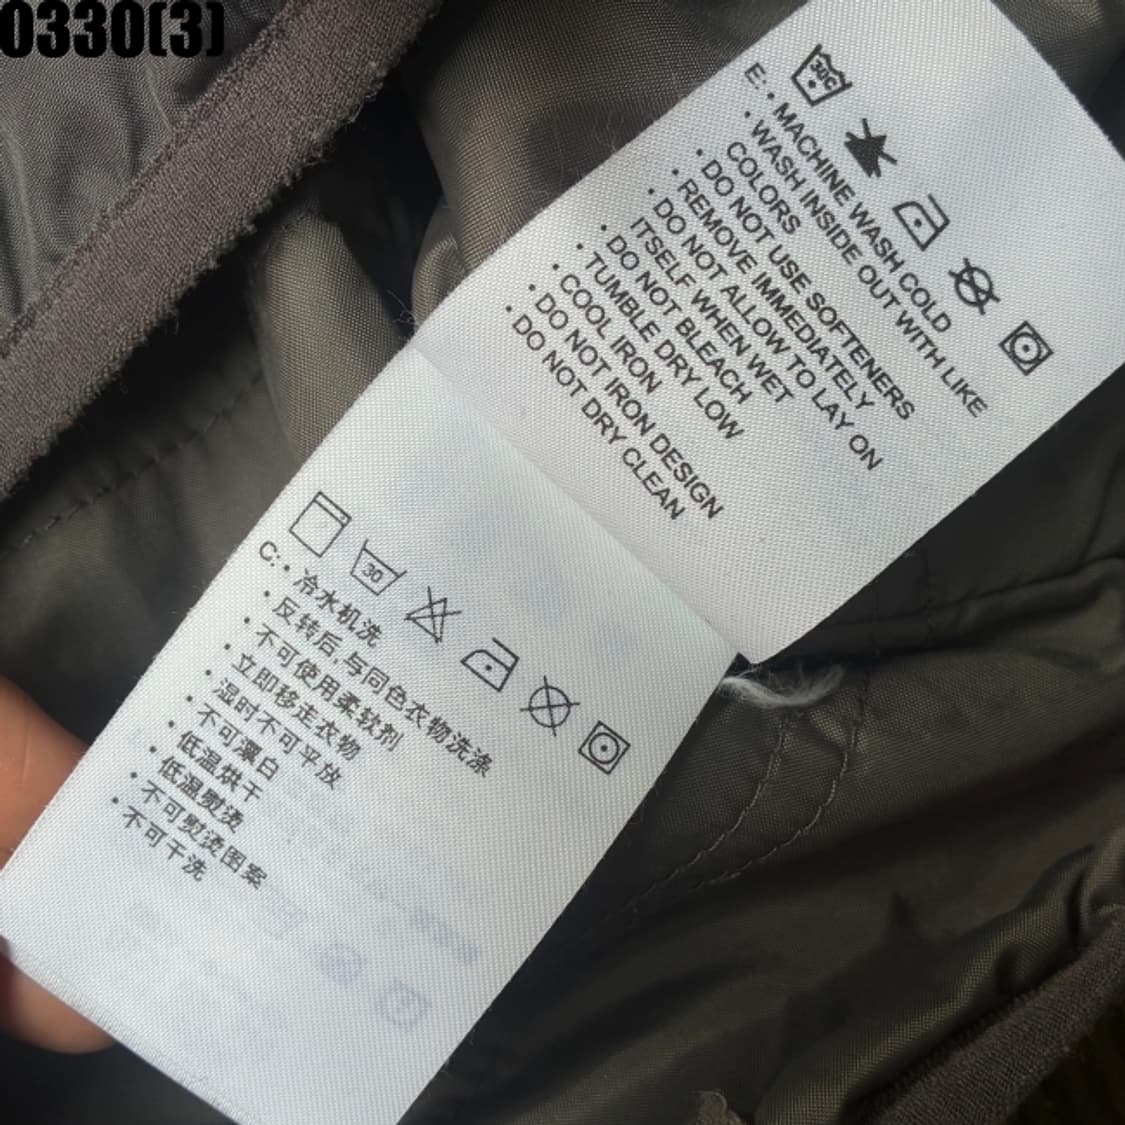 0330(3)
30C
E: • MACHINE WASH COLD
• WASH INSIDE OUT WITH LIKE
COLORS
• DO NOT USE SOFTENERS
• REMOVE IMMEDIATELY
• DO NOT ALLOW TO LAY ON
ITSELF WHEN WET
• DO NOT BLEACH
• TUMBLE DRY LOW
• COOL IRON
• DO NOT IRON DESIGN
• DO NOT DRY CLEAN
30
C: • 冷水机洗
• 反转后,与同色衣物洗涤
• 不可使用柔软剂
• 立即移走衣物
• 湿时不可平放
• 不可漂白
• 低温烘干
• 低温熨烫
• 不可熨烫图案
• 不可干洗